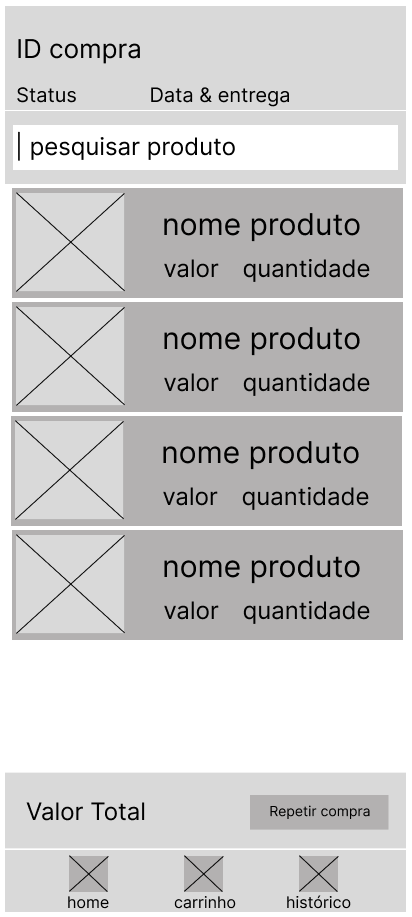 ID compra
Status Data & entrega
pesquisar produto
nome produto
valor quantidade
nome produto
valor quantidade
nome produto
valor quantidade
nome produto
valor quantidade
Valor Total Repetir compra
home carrinho histórico